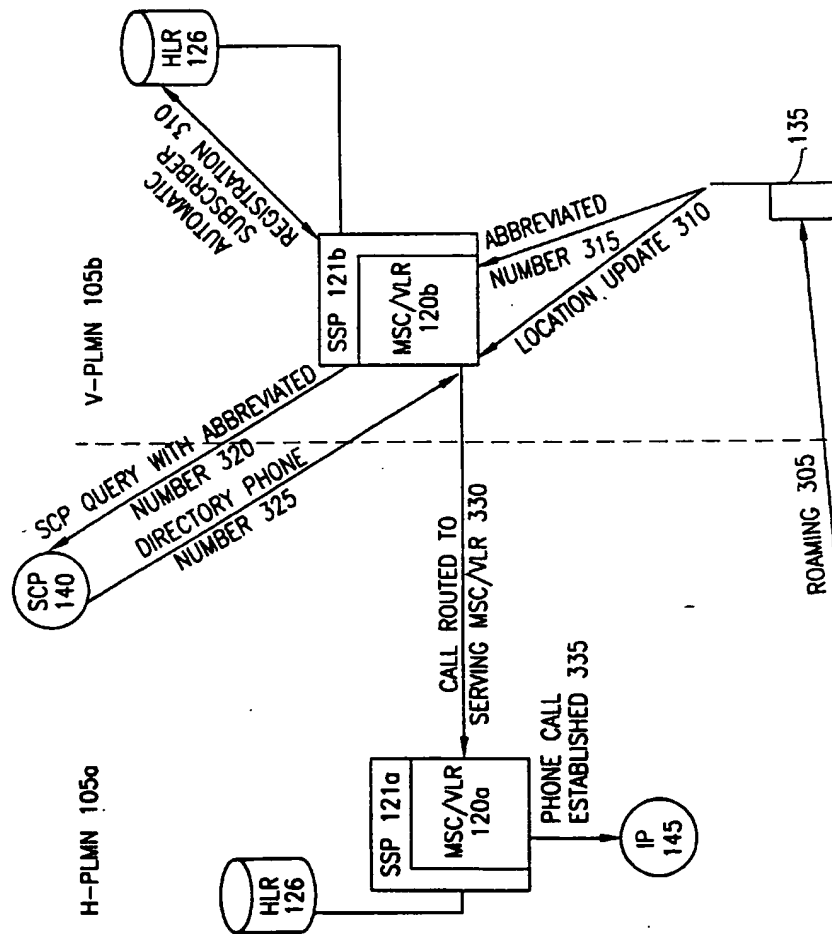 H-PLMN 105a
V-PLMN 105b
HLR
126
SSP 121a
MSC/VLR
120a
PHONE CALL
ESTABLISHED 335
IP
145
SCP
140
SCP QUERY WITH ABBREVIATED
NUMBER 320
DIRECTORY PHONE
NUMBER 325
CALL ROUTED TO
SERVING MSC/VLR 330
SSP 121b
MSC/VLR
120b
AUTOMATIC
SUBSCRIBER
REGISTRATION 310
HLR
126
ABBREVIATED
NUMBER 315
LOCATION UPDATE 310
135
ROAMING 305